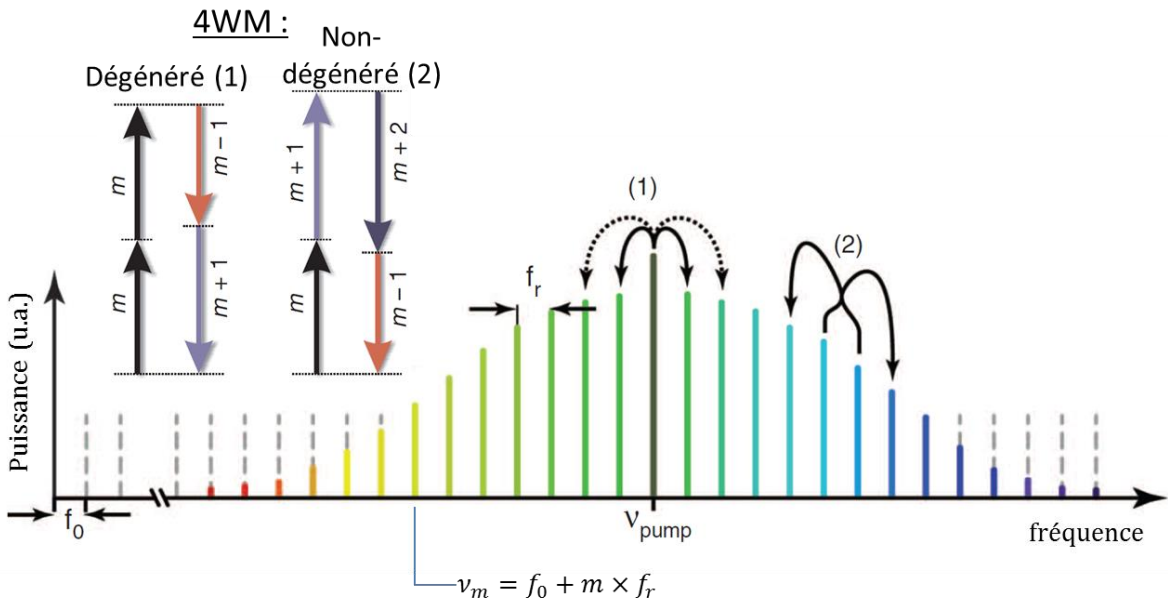 4WM :
Dégénéré (1)
Non-
dégénéré (2)
m
m
m − 1
m + 1
m + 1
m
m + 2
m − 1
(1)
(2)
f_r
Puissance (u.a.)
f_0
ν_pump
fréquence
ν_m = f_0 + m × f_r